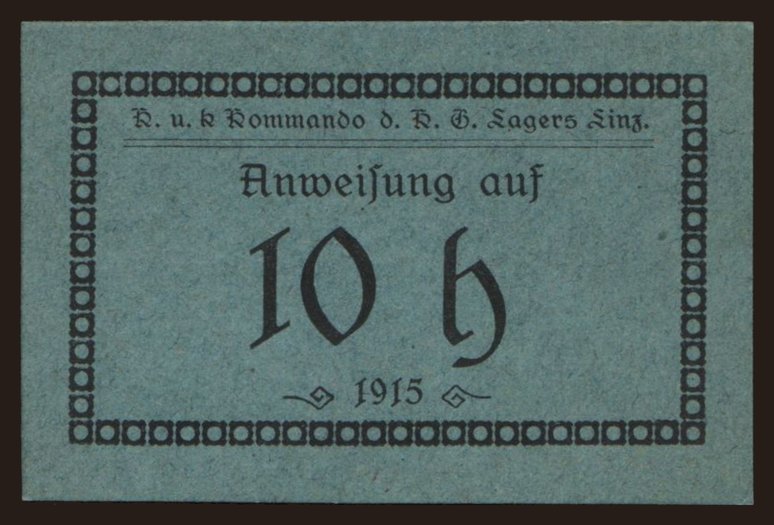 K. u. k Kommando d. K. G. Lagers Linz.
Anweisung auf
10 h
1915